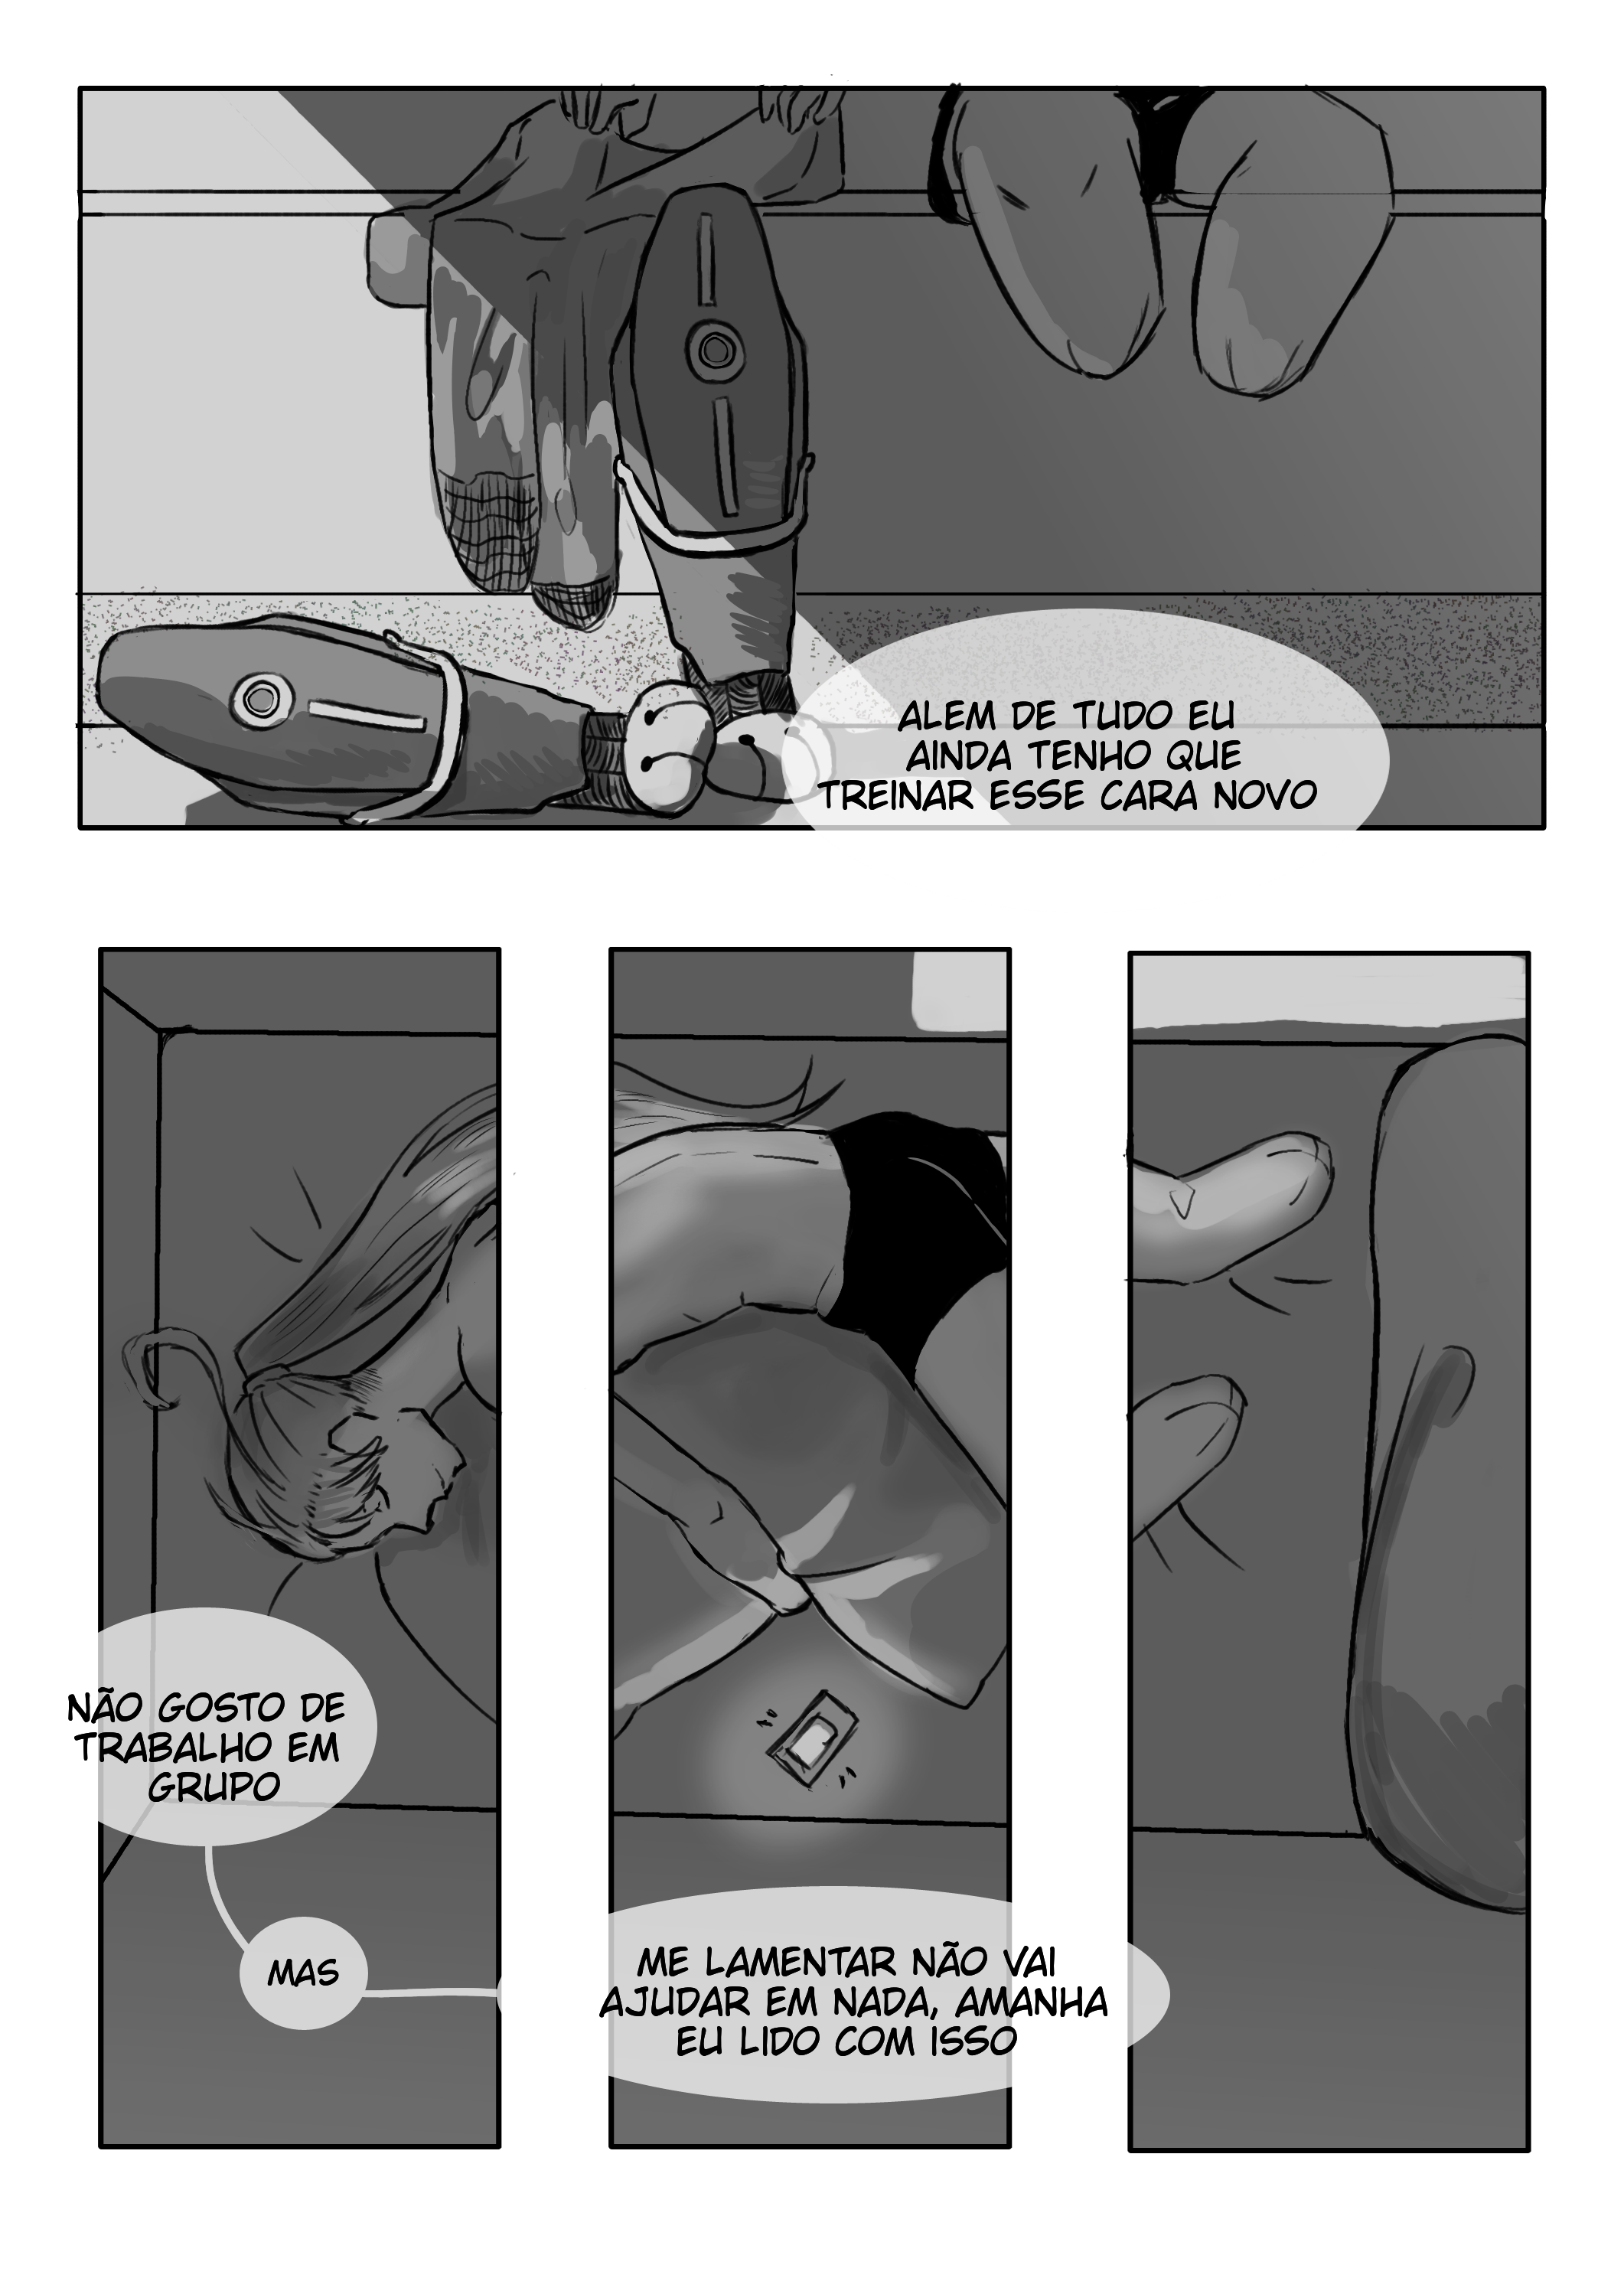 ALEM DE TUDO EU
AINDA TENHO QUE
TREINAR ESSE CARA NOVO
NÃO GOSTO DE
TRABALHO EM
GRUPO
MAS
ME LAMENTAR NÃO VAI
AJUDAR EM NADA, AMANHA
EU LIDO COM ISSO